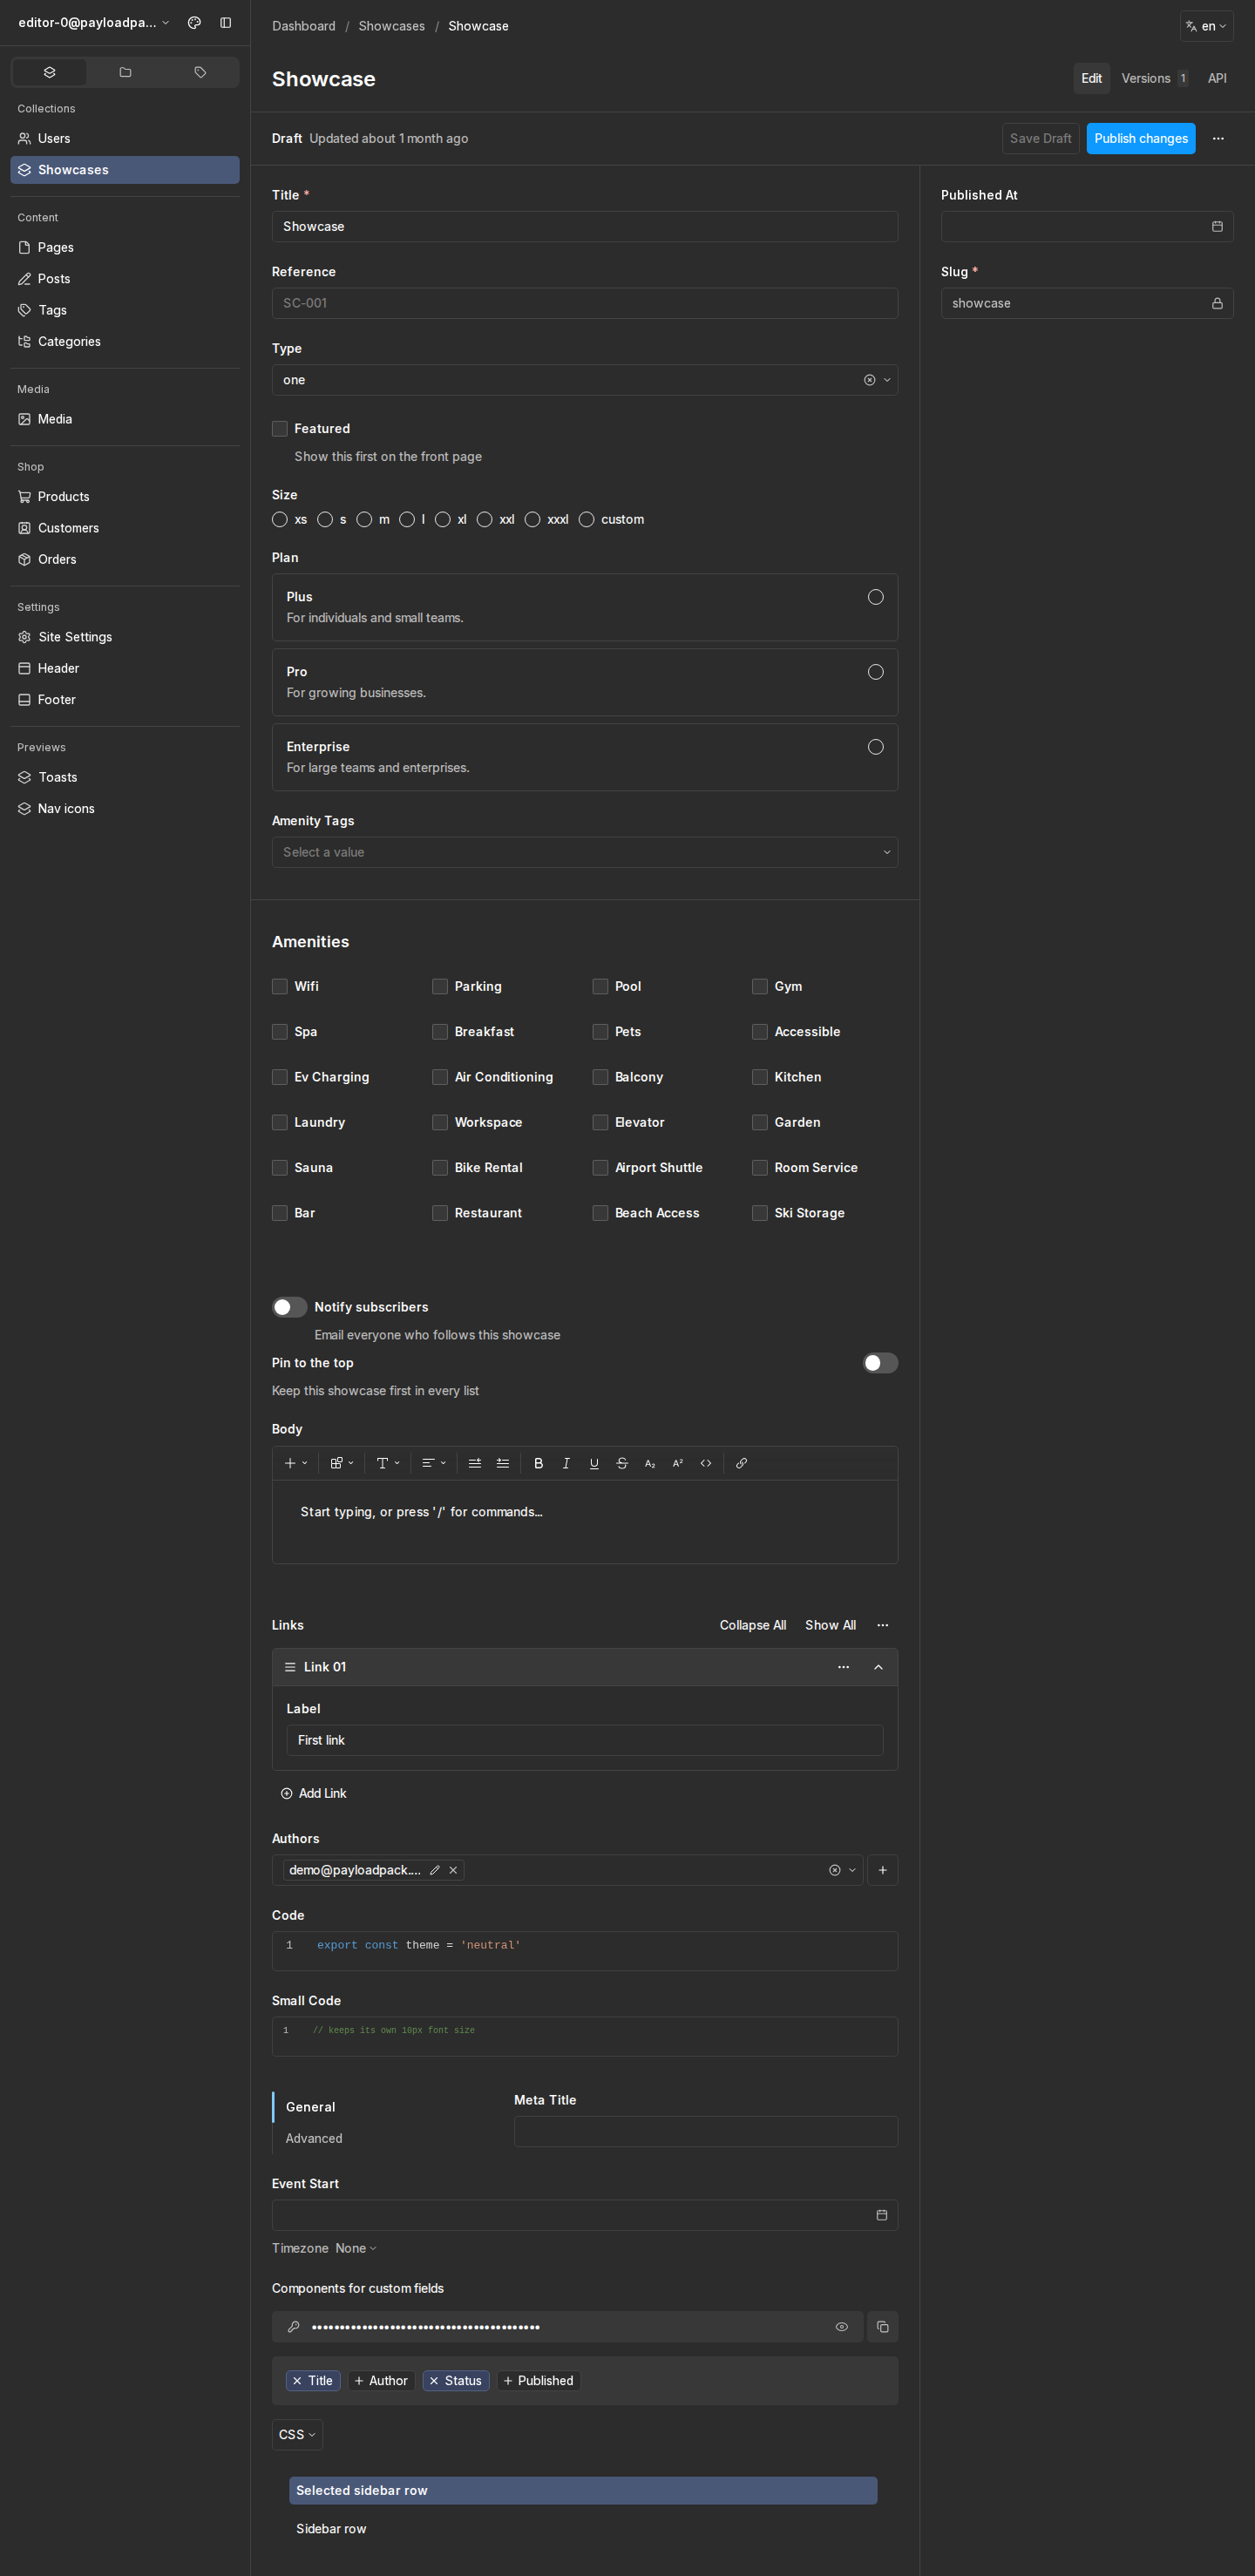 editor-0@payloadpa...
Collections
Users
Showcases
Content
Pages
Posts
Tags
Categories
Media
Media
Shop
Products
Customers
Orders
Settings
Site Settings
Header
Footer
Previews
Toasts
Nav icons
Dashboard / Showcases / Showcase
en
Showcase
Edit Versions 1 API
Draft Updated about 1 month ago
Save Draft Publish changes
Title *
Showcase
Reference
SC-001
Type
one
Featured
Show this first on the front page
Size
xs s m l xl xxl xxxl custom
Plan
Plus
For individuals and small teams.
Pro
For growing businesses.
Enterprise
For large teams and enterprises.
Amenity Tags
Select a value
Amenities
Wifi Parking Pool Gym
Spa Breakfast Pets Accessible
Ev Charging Air Conditioning Balcony Kitchen
Laundry Workspace Elevator Garden
Sauna Bike Rental Airport Shuttle Room Service
Bar Restaurant Beach Access Ski Storage
Notify subscribers
Email everyone who follows this showcase
Pin to the top
Keep this showcase first in every list
Body
Start typing, or press '/' for commands...
Links Collapse All Show All
Link 01
Label
First link
Add Link
Authors
demo@payloadpack....
Code
1 export const theme = 'neutral'
Small Code
1 // keeps its own 10px font size
General
Advanced
Meta Title
Event Start
Timezone None
Components for custom fields
Title Author Status Published
CSS
Selected sidebar row
Sidebar row
Published At
Slug *
showcase